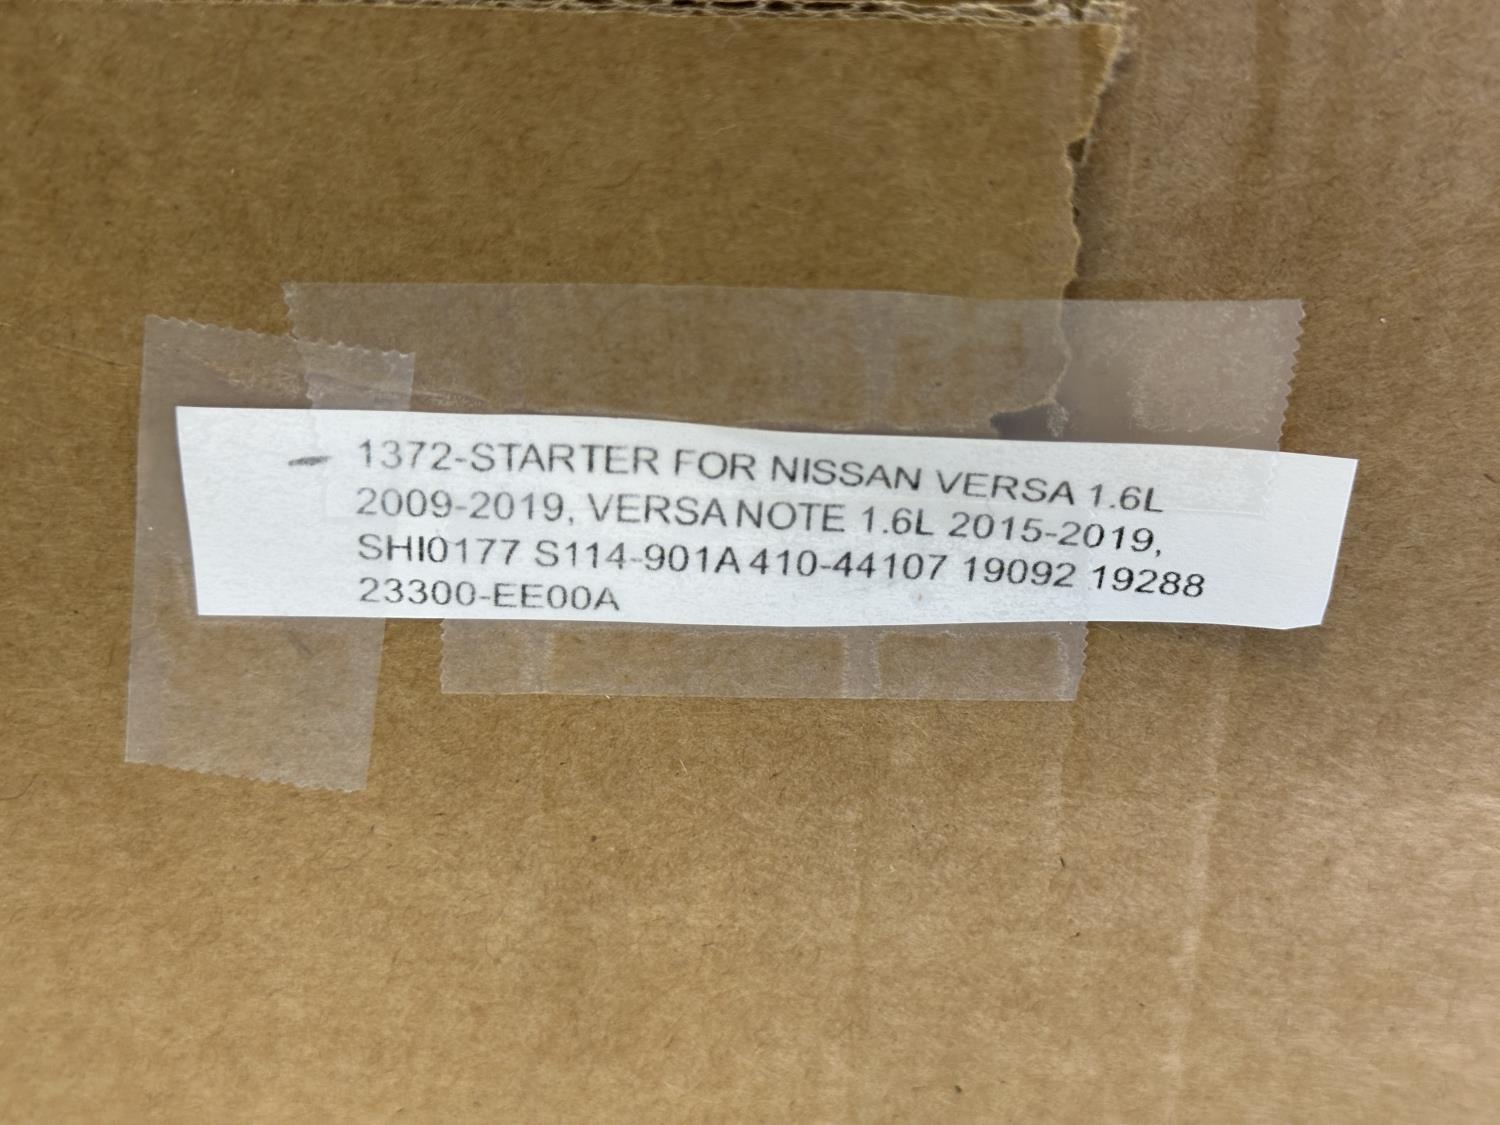 1372-STARTER FOR NISSAN VERSA 1.6L
2009-2019, VERSA NOTE 1.6L 2015-2019,
SHI0177 S114-901A 410-44107 19092 19288
23300-EE00A